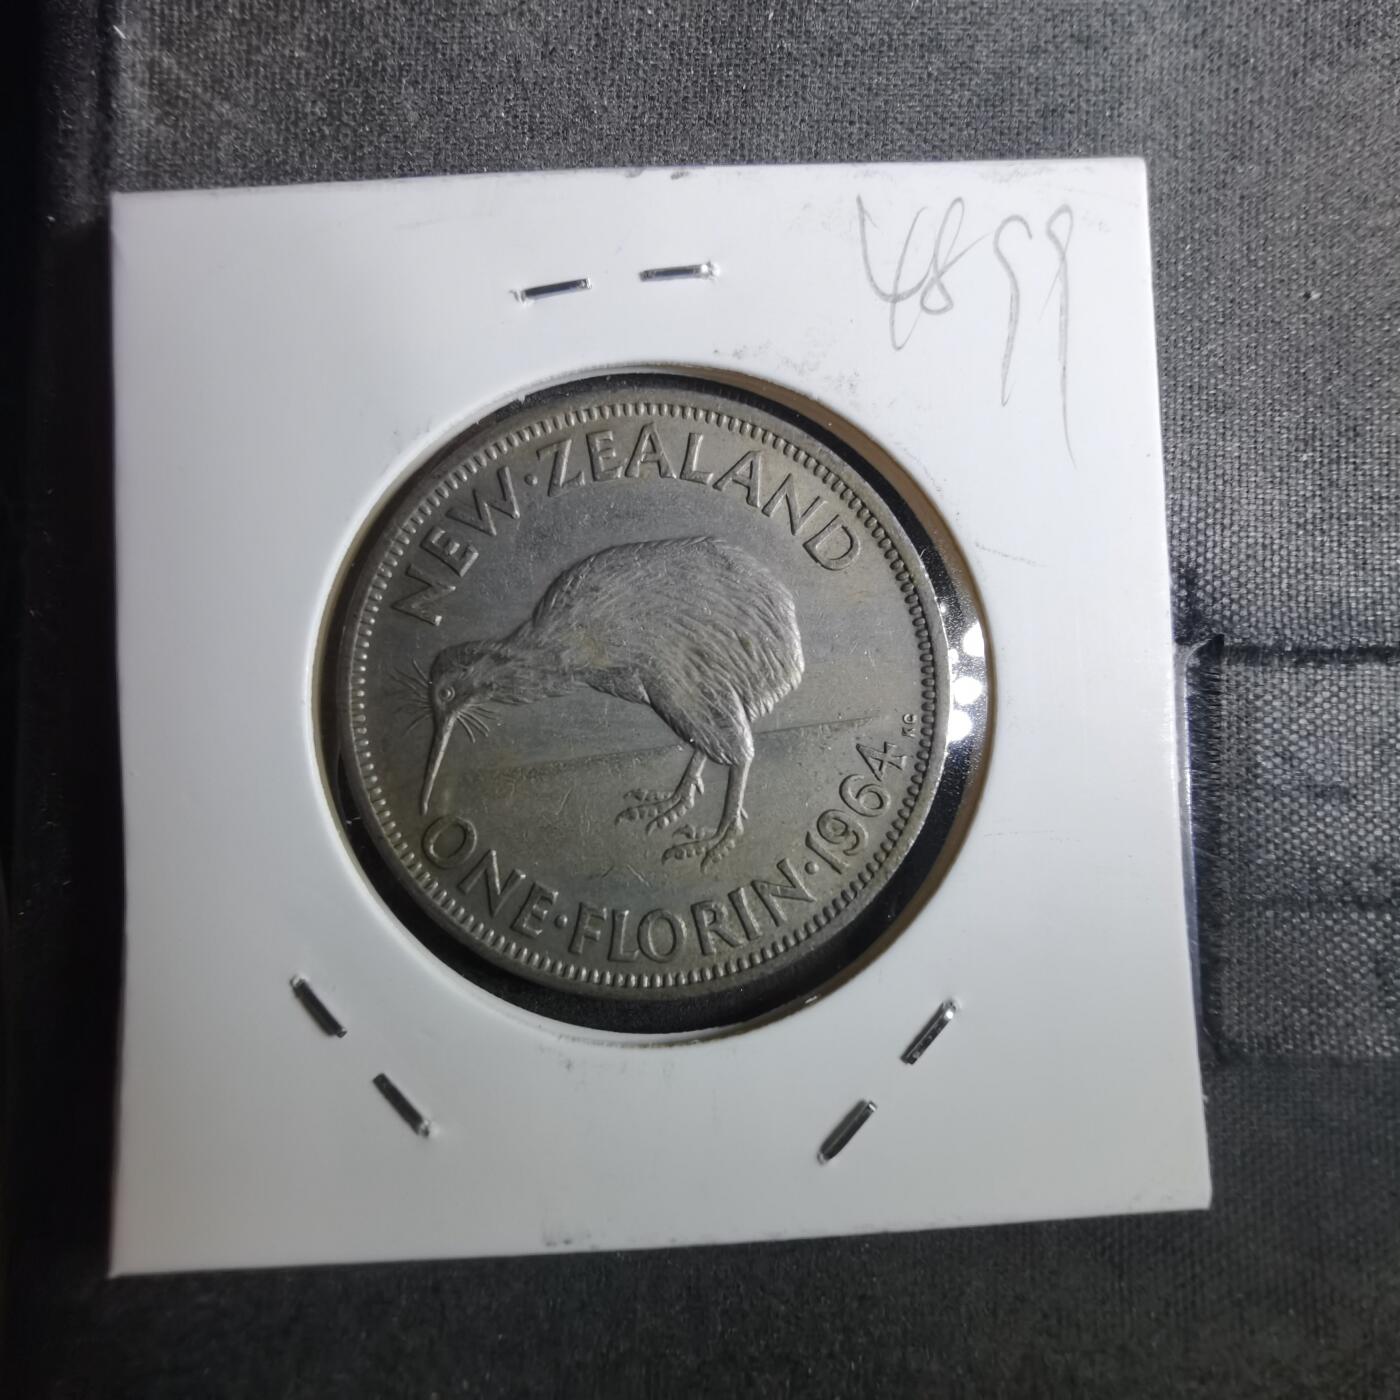 4899
NEW·ZEALAND
KG
ONE·FLORIN·1964